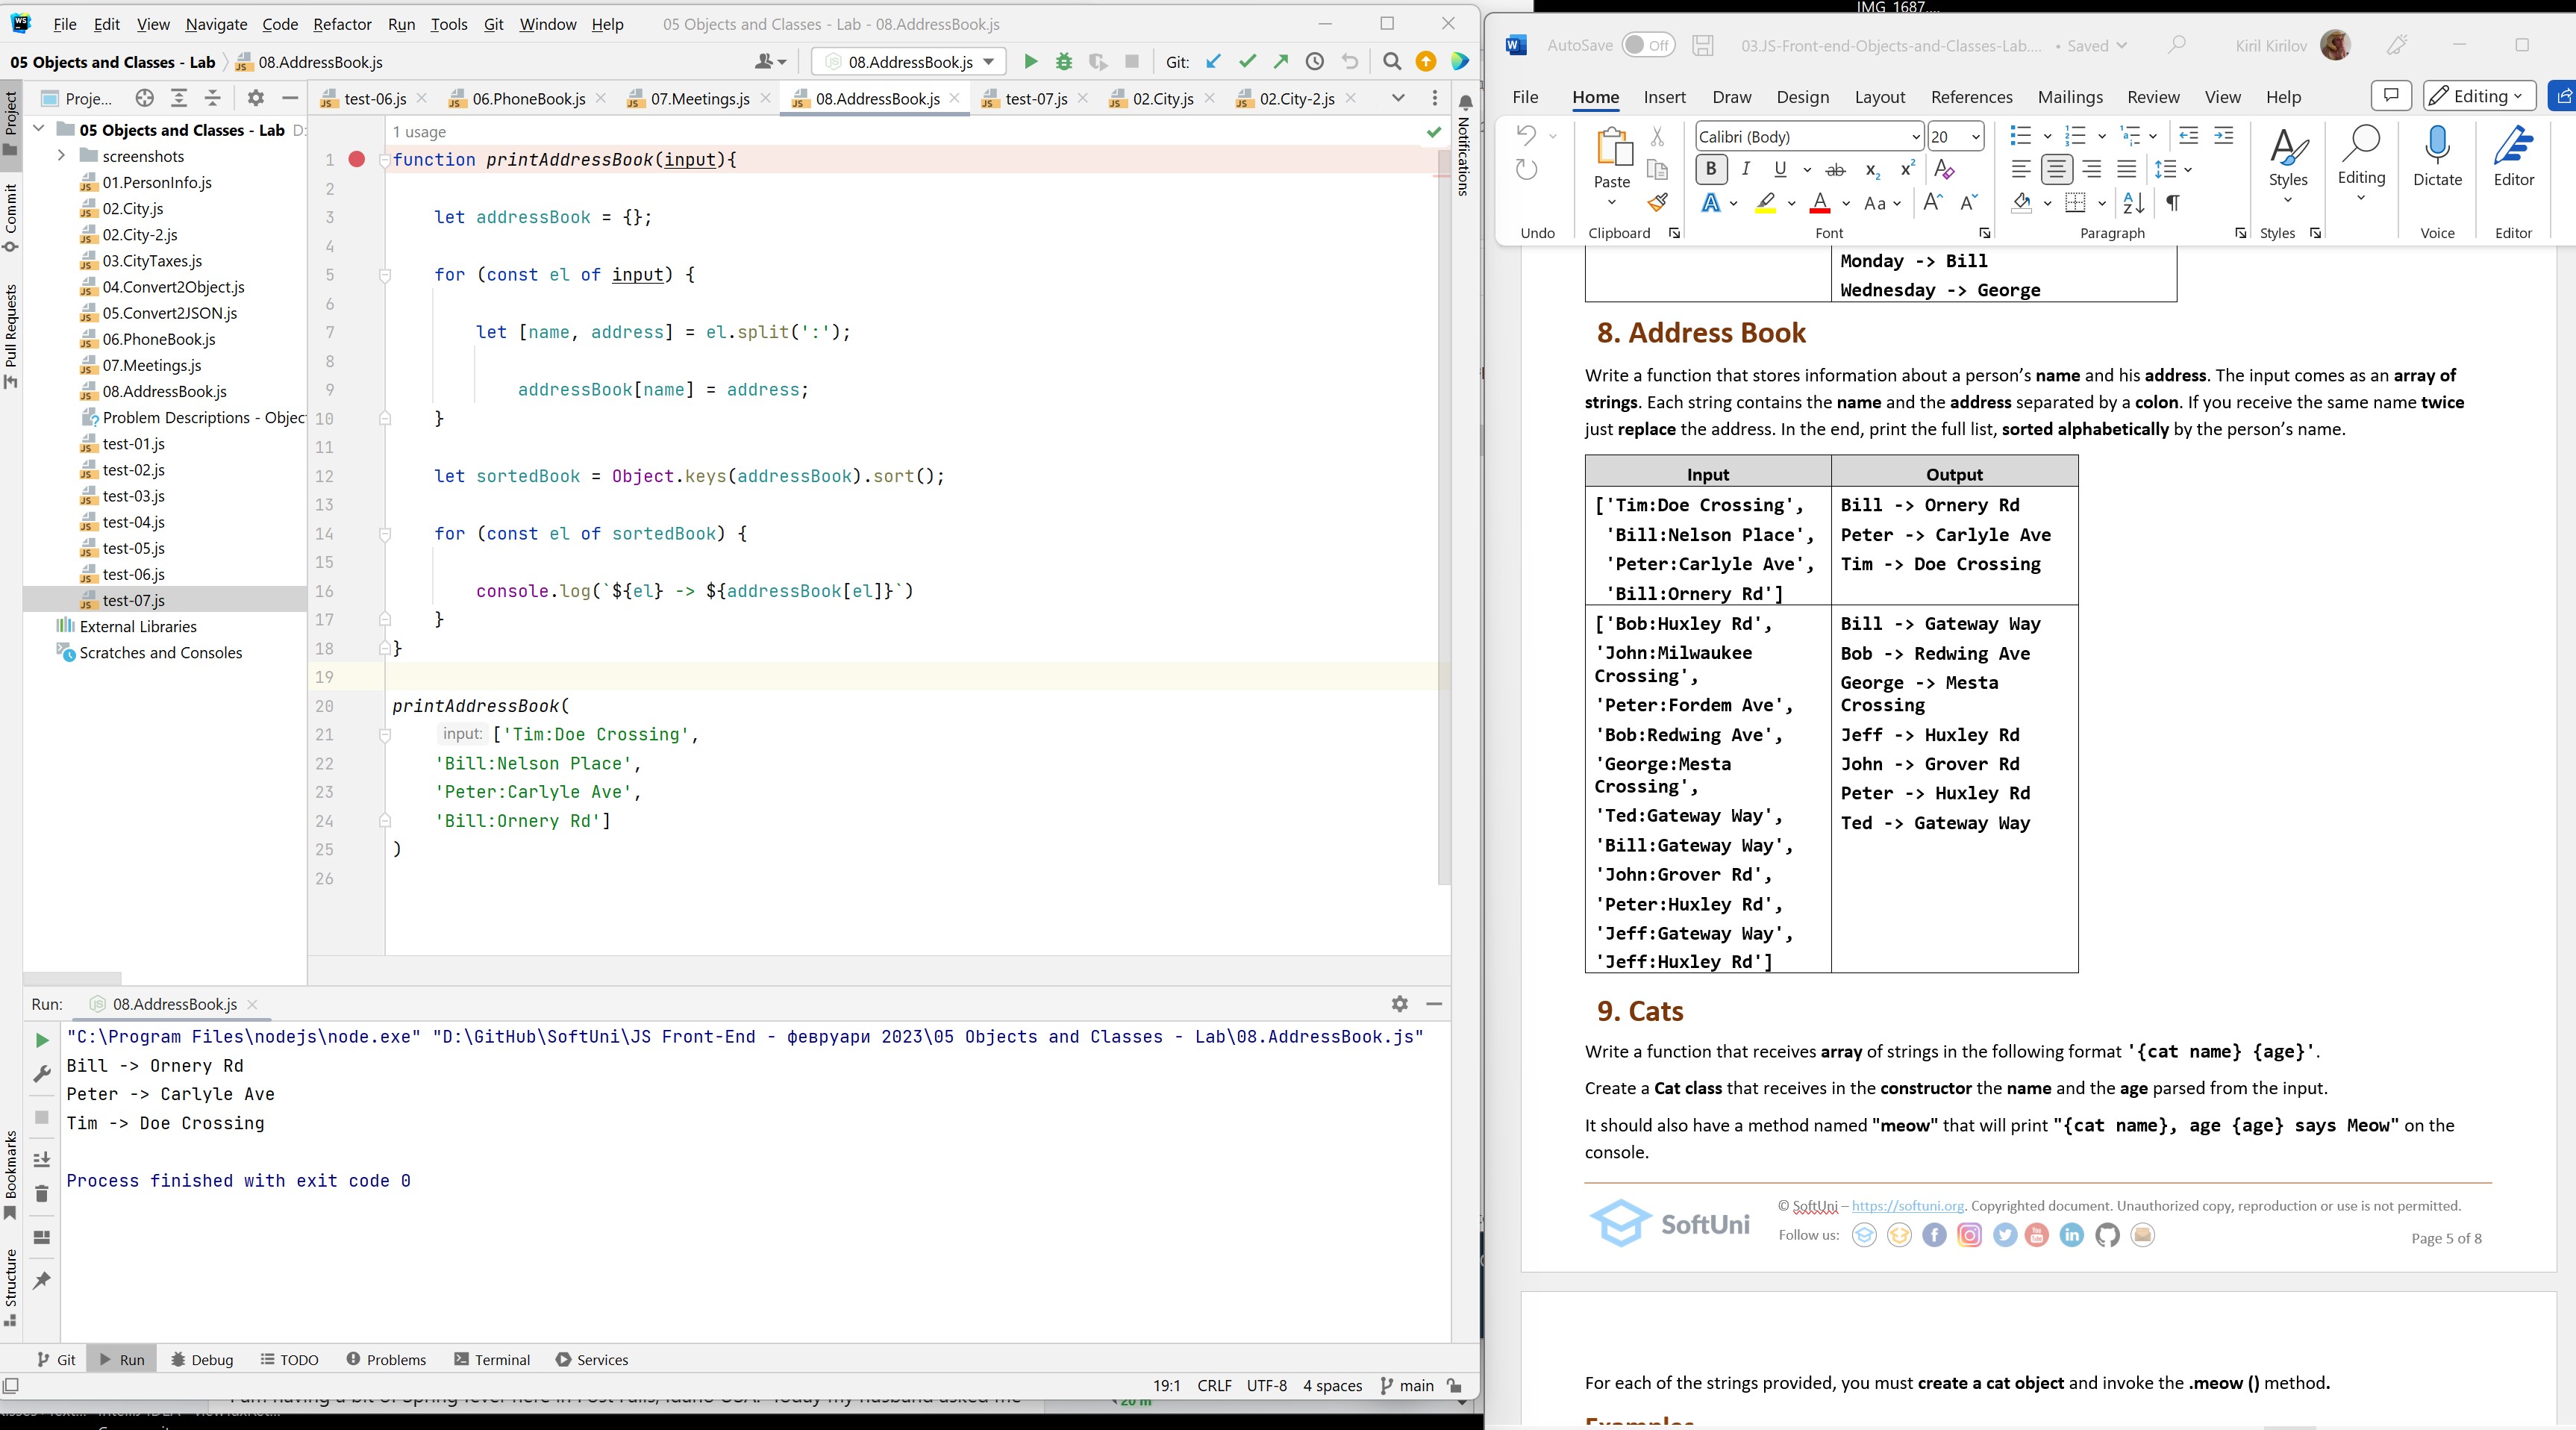 IMG_1687....
File Edit View Navigate Code Refactor Run Tools Git Window Help 05 Objects and Classes - Lab - 08.AddressBook.js
05 Objects and Classes - Lab 08.AddressBook.js 08.AddressBook.js Git:
Proje... test-06.js 06.PhoneBook.js 07.Meetings.js 08.AddressBook.js test-07.js 02.City.js 02.City-2.js
Project
Commit
Pull Requests
Bookmarks
Structure
Notifications
05 Objects and Classes - Lab D:
screenshots
01.PersonInfo.js
02.City.js
02.City-2.js
03.CityTaxes.js
04.Convert2Object.js
05.Convert2JSON.js
06.PhoneBook.js
07.Meetings.js
08.AddressBook.js
Problem Descriptions - Objec
test-01.js
test-02.js
test-03.js
test-04.js
test-05.js
test-06.js
test-07.js
External Libraries
Scratches and Consoles
1 usage
1 function printAddressBook(input){
2
3 let addressBook = {};
4
5 for (const el of input) {
6
7 let [name, address] = el.split(':');
8
9 addressBook[name] = address;
10 }
11
12 let sortedBook = Object.keys(addressBook).sort();
13
14 for (const el of sortedBook) {
15
16 console.log(`${el} -> ${addressBook[el]}`)
17 }
18 }
19
20 printAddressBook(
21 input: ['Tim:Doe Crossing',
22 'Bill:Nelson Place',
23 'Peter:Carlyle Ave',
24 'Bill:Ornery Rd']
25 )
26
Run: 08.AddressBook.js
"C:\Program Files\nodejs\node.exe" "D:\GitHub\SoftUni\JS Front-End - февруари 2023\05 Objects and Classes - Lab\08.AddressBook.js"
Bill -> Ornery Rd
Peter -> Carlyle Ave
Tim -> Doe Crossing
Process finished with exit code 0
Git Run Debug TODO Problems Terminal Services
19:1 CRLF UTF-8 4 spaces main
20 m
AutoSave Off 03.JS-Front-end-Objects-and-Classes-Lab.... • Saved Kiril Kirilov
File Home Insert Draw Design Layout References Mailings Review View Help Editing
Calibri (Body) 20
Paste Styles Editing Dictate Editor
Undo Clipboard Font Paragraph Styles Voice Editor
Monday -> Bill
Wednesday -> George
8. Address Book
Write a function that stores information about a person’s name and his address. The input comes as an array of
strings. Each string contains the name and the address separated by a colon. If you receive the same name twice
just replace the address. In the end, print the full list, sorted alphabetically by the person’s name.
Input Output
['Tim:Doe Crossing', Bill -> Ornery Rd
'Bill:Nelson Place', Peter -> Carlyle Ave
'Peter:Carlyle Ave', Tim -> Doe Crossing
'Bill:Ornery Rd']
['Bob:Huxley Rd', Bill -> Gateway Way
'John:Milwaukee Bob -> Redwing Ave
Crossing', George -> Mesta
'Peter:Fordem Ave', Crossing
'Bob:Redwing Ave', Jeff -> Huxley Rd
'George:Mesta John -> Grover Rd
Crossing', Peter -> Huxley Rd
'Ted:Gateway Way', Ted -> Gateway Way
'Bill:Gateway Way',
'John:Grover Rd',
'Peter:Huxley Rd',
'Jeff:Gateway Way',
'Jeff:Huxley Rd']
9. Cats
Write a function that receives array of strings in the following format '{cat name} {age}'.
Create a Cat class that receives in the constructor the name and the age parsed from the input.
It should also have a method named "meow" that will print "{cat name}, age {age} says Meow" on the
console.
SoftUni
© SoftUni – https://softuni.org. Copyrighted document. Unauthorized copy, reproduction or use is not permitted.
Follow us:
Page 5 of 8
For each of the strings provided, you must create a cat object and invoke the .meow () method.
Examples